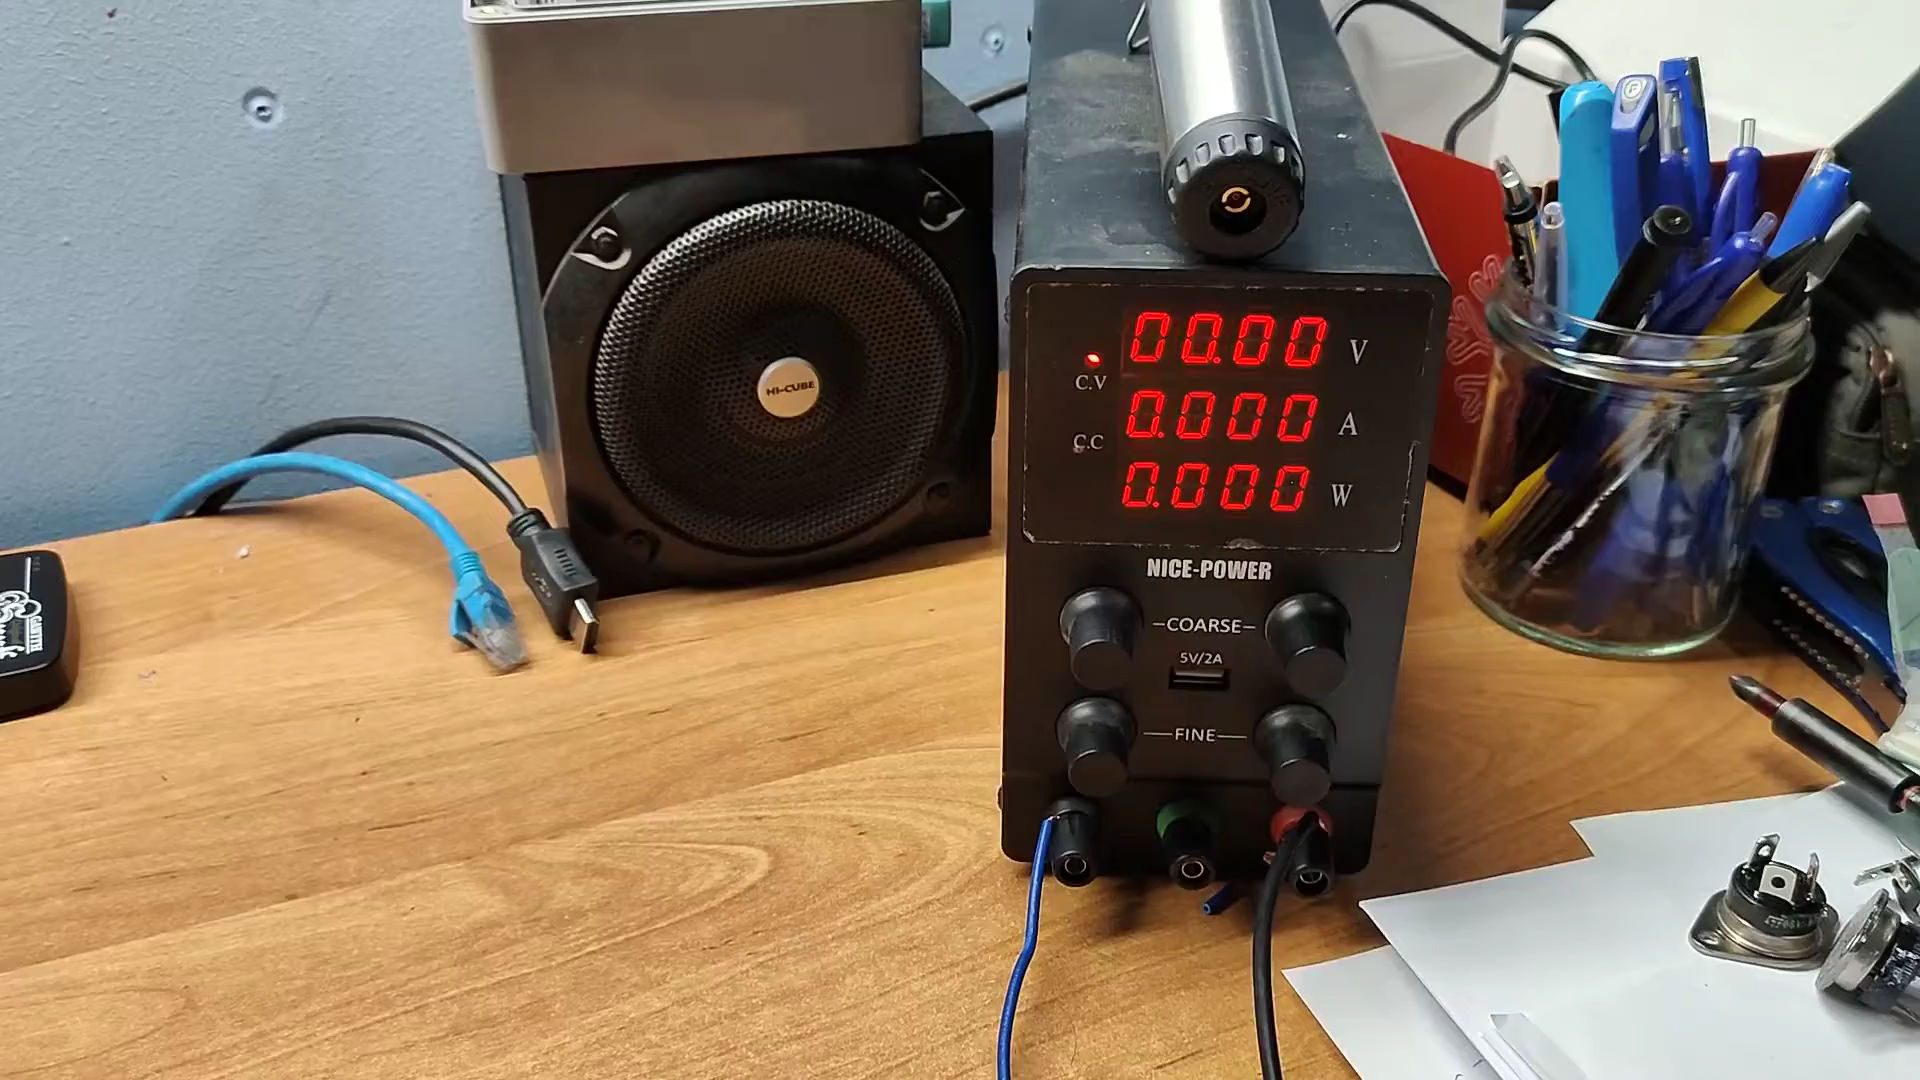 HI-CUBE
00.00 V
C.V
0.000 A
C.C
0.000 W
NICE-POWER
COARSE
5V/2A
FINE